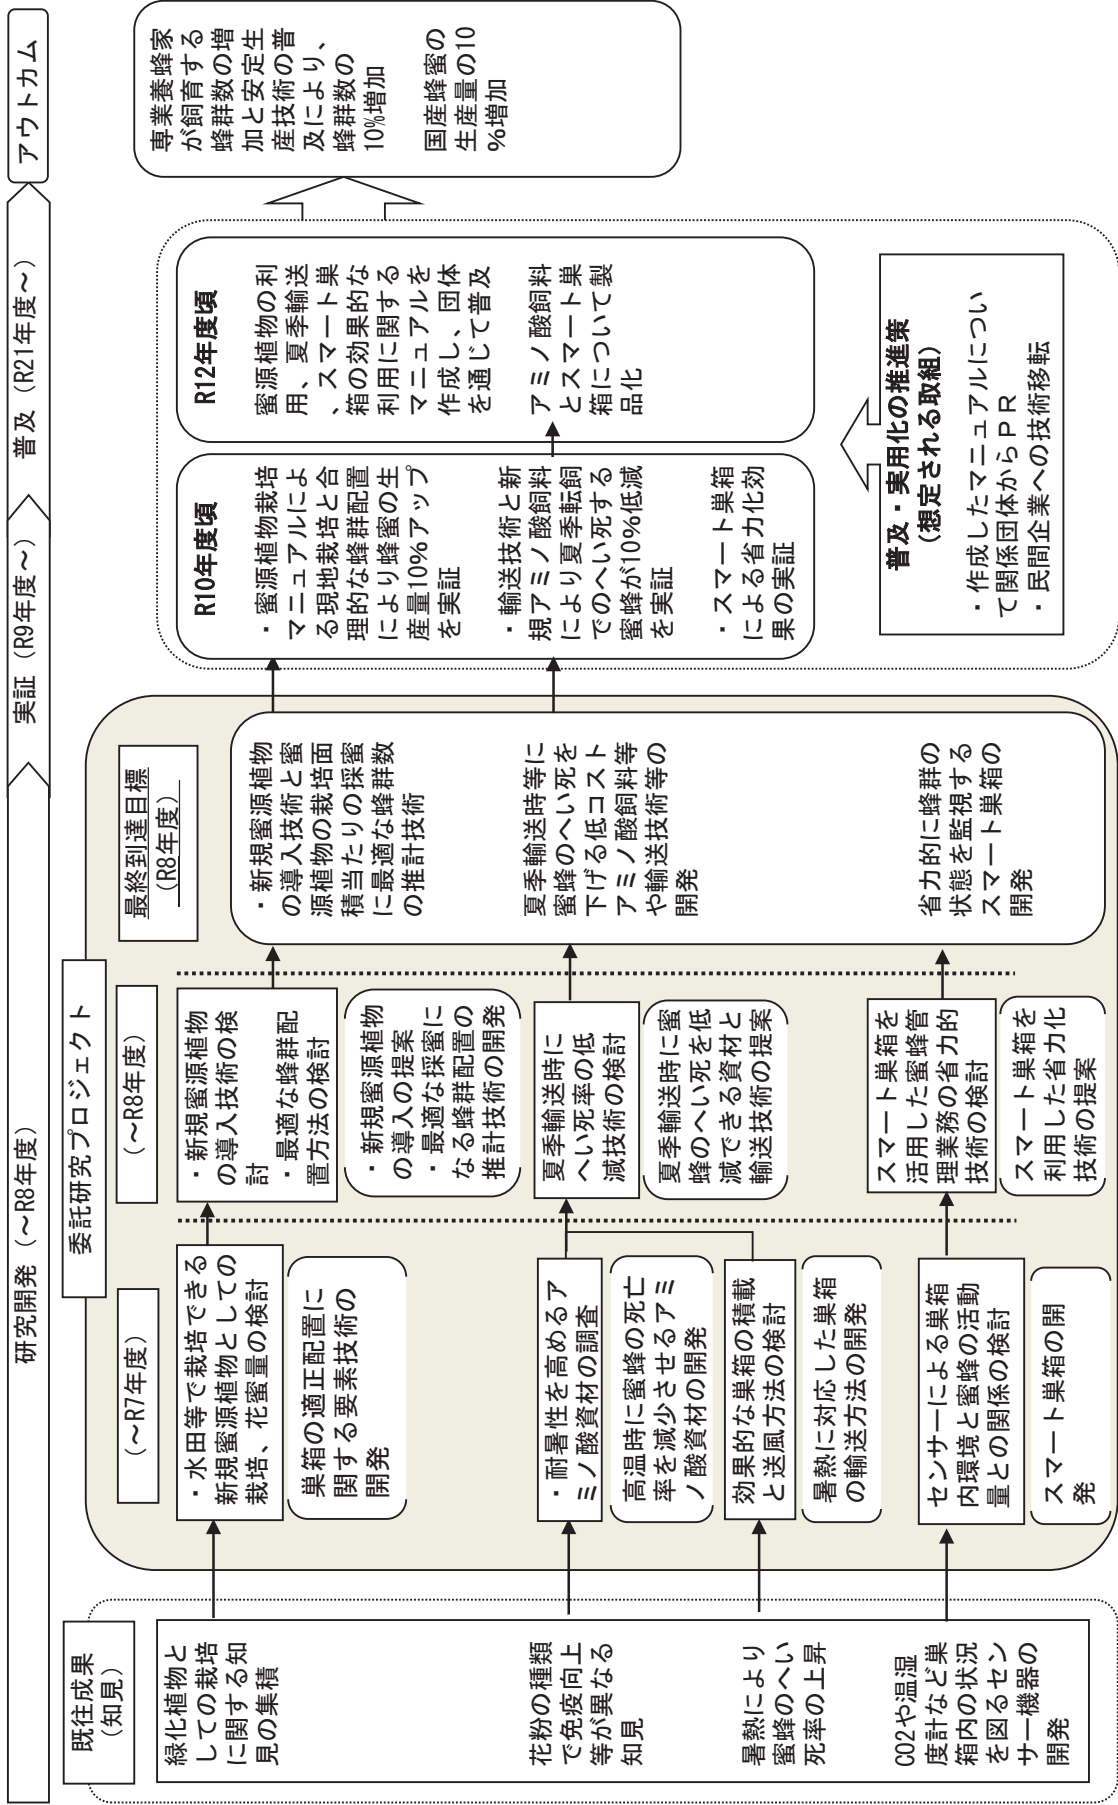 研究開発(~R8年度)
実証(R9年度~)
普及(R21年度~)
アウトカム
既往成果
(知見)
緑化植物と
しての栽培
に関する知
見の集積
花粉の種類
で免疫向上
等が異なる
知見
暑熱により
蜜蜂のへい
死率の上昇
CO2や温湿
度計など巣
箱内の状況
を図るセン
サー機器の
開発
委託研究プロジェクト
(~R7年度)
・水田等で栽培できる
新規蜜源植物としての
栽培、花蜜量の検討
巣箱の適正配置に
関する要素技術の
開発
・耐暑性を高めるア
ミノ酸資材の調査
高温時に蜜蜂の死亡
率を減少させるアミ
ノ酸資材の開発
効果的な巣箱の積載
と送風方法の検討
暑熱に対応した巣箱
の輸送方法の開発
センサーによる巣箱
内環境と蜜蜂の活動
量との関係の検討
スマート巣箱の開
発
(~R8年度)
・新規蜜源植物
の導入技術の検
討
・最適な蜂群配
置方法の検討
・新規蜜源植物
の導入の提案
・最適な採蜜に
なる蜂群配置の
推計技術の開発
夏季輸送時に
へい死率の低
減技術の検討
夏季輸送時に蜜
蜂のへい死を低
減できる資材と
輸送技術の提案
スマート巣箱を
活用した蜜蜂管
理業務の省力的
技術の検討
スマート巣箱を
利用した省力化
技術の提案
最終到達目標
(R8年度)
・新規蜜源植物
の導入技術と蜜
源植物の栽培面
積当たりの採蜜
に最適な蜂群数
の推計技術
夏季輸送時等に
蜜蜂のへい死を
下げる低コスト
アミノ酸飼料等
や輸送技術等の
開発
省力的に蜂群の
状態を監視する
スマート巣箱の
開発
R10年度頃
・蜜源植物栽培
マニュアルによ
る現地栽培と合
理的な蜂群配置
により蜂蜜の生
産量10%アップ
を実証
・輸送技術と新
規アミノ酸飼料
により夏季転飼
でのへい死する
蜜蜂が10%低減
を実証
・スマート巣箱
による省力化効
果の実証
R12年度頃
蜜源植物の利
用、夏季輸送
、スマート巣
箱の効果的な
利用に関する
マニュアルを
作成し、団体
を通じて普及
アミノ酸飼料
とスマート巣
箱について製
品化
普及・実用化の推進策
(想定される取組)
・作成したマニュアルについ
て関係団体からPR
・民間企業への技術移転
専業養蜂家
が飼育する
蜂群数の増
加と安定生
産技術の普
及により、
蜂群数の
10%増加
国産蜂蜜の
生産量の10
%増加